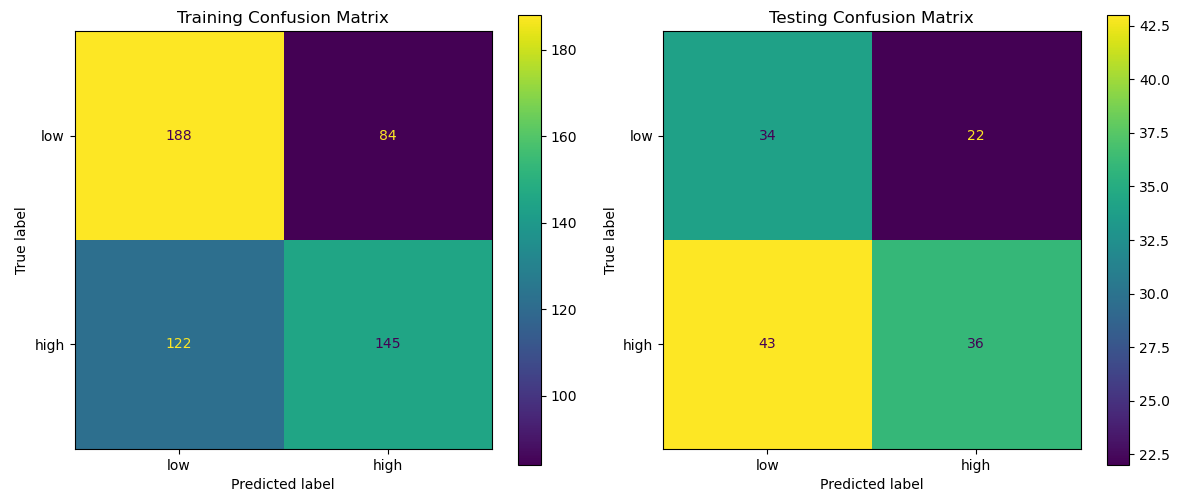 Training Confusion Matrix
True label
low
high
188
84
122
145
low
high
Predicted label
180
160
140
120
100
Testing Confusion Matrix
True label
low
high
34
22
43
36
low
high
Predicted label
42.5
40.0
37.5
35.0
32.5
30.0
27.5
25.0
22.5